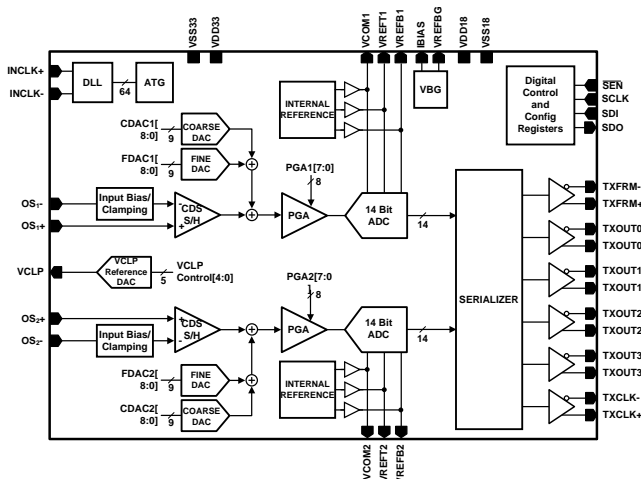 VSS33
VDD33
VCOM1
VREFT1
VREFB1
IBIAS
VREFBG
VDD18
VSS18
INCLK+
INCLK-
DLL
64
ATG
INTERNAL
REFERENCE
VBG
Digital
Control
and
Config
Registers
SEN
SCLK
SDI
SDO
CDAC1[
8:0]
9
COARSE
DAC
FDAC1[
8:0]
9
FINE
DAC
PGA1[7:0]
8
OS1-
OS1+
Input Bias/
Clamping
-
CDS
S/H
+
PGA
14 Bit
ADC
14
SERIALIZER
TXFRM-
TXFRM+
TXOUT0
TXOUT0
TXOUT1
TXOUT1
TXOUT2
TXOUT2
TXOUT3
TXOUT3
TXCLK-
TXCLK+
VCLP
VCLP
Reference
DAC
5
VCLP
Control[4:0]
PGA2[7:0
8
OS2+
OS2-
Input Bias/
Clamping
+
CDS
S/H
-
PGA
14 Bit
ADC
14
FDAC2[
8:0]
9
FINE
DAC
CDAC2[
8:0]
9
COARSE
DAC
INTERNAL
REFERENCE
VCOM2
VREFT2
VREFB2